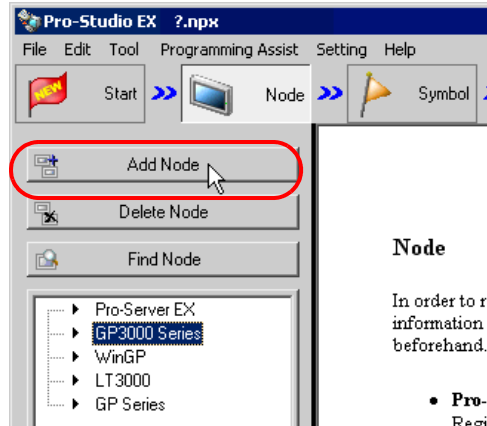 Pro-Studio EX ?.npx
File Edit Tool Programming Assist Setting Help
NEW Start Node Symbol
Add Node
Delete Node
Find Node
Pro-Server EX
GP3000 Series
WinGP
LT3000
GP Series
Node
In order to
information
beforehand.
• Pro-